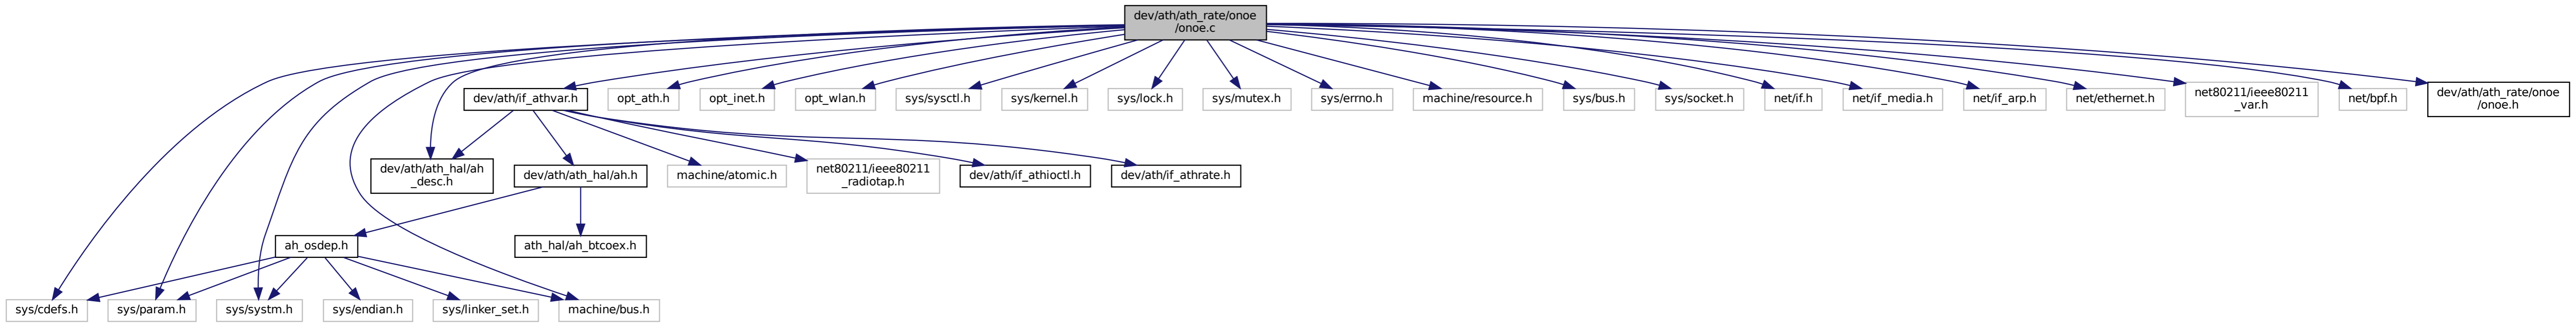 dev/ath/ath_rate/onoe
/onoe.c
dev/ath/if_athvar.h
opt_ath.h
opt_inet.h
opt_wlan.h
sys/sysctl.h
sys/kernel.h
sys/lock.h
sys/mutex.h
sys/errno.h
machine/resource.h
sys/bus.h
sys/socket.h
net/if.h
net/if_media.h
net/if_arp.h
net/ethernet.h
net80211/ieee80211
_var.h
net/bpf.h
dev/ath/ath_rate/onoe
/onoe.h
dev/ath/ath_hal/ah
_desc.h
dev/ath/ath_hal/ah.h
machine/atomic.h
net80211/ieee80211
_radiotap.h
dev/ath/if_athioctl.h
dev/ath/if_athrate.h
ah_osdep.h
ath_hal/ah_btcoex.h
sys/cdefs.h
sys/param.h
sys/systm.h
sys/endian.h
sys/linker_set.h
machine/bus.h